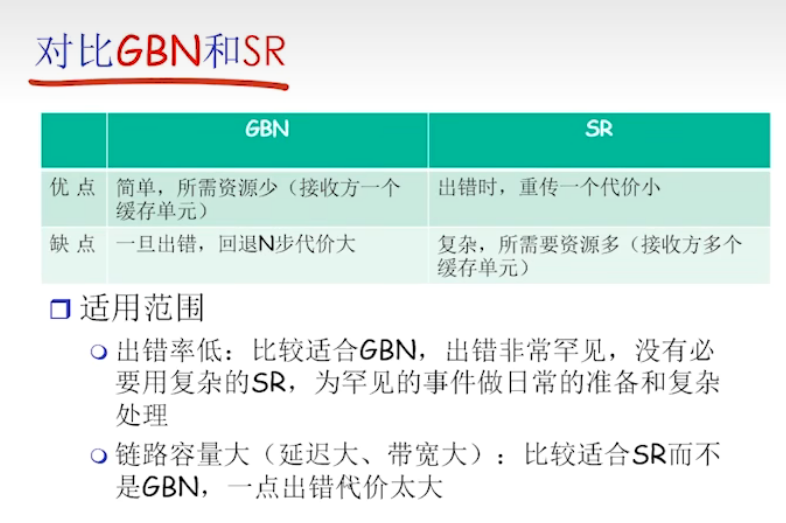 对比GBN和SR
GBN SR
优 点 简单，所需资源少（接收方一个缓存单元） 出错时，重传一个代价小
缺 点 一旦出错，回退N步代价大 复杂，所需要资源多（接收方多个缓存单元）
适用范围
出错率低：比较适合GBN，出错非常罕见，没有必
要用复杂的SR，为罕见的事件做日常的准备和复杂
处理
链路容量大（延迟大、带宽大）：比较适合SR而不
是GBN，一点出错代价太大